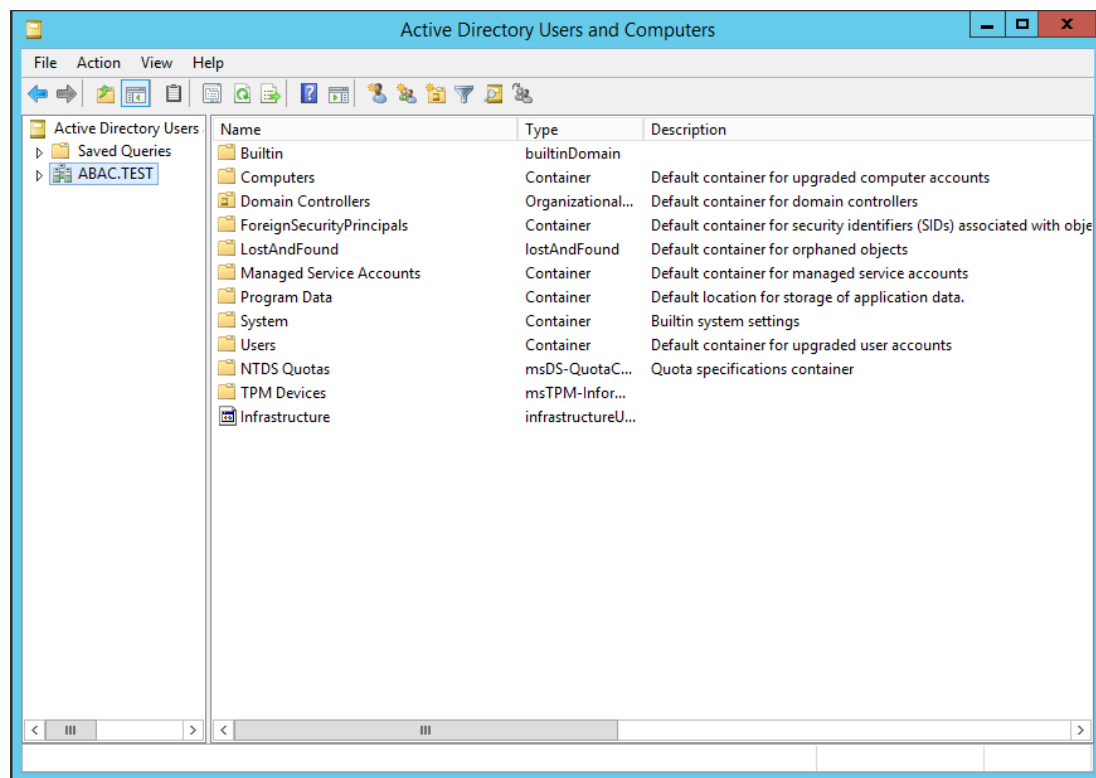 Active Directory Users and Computers
File Action View Help
Active Directory Users
Saved Queries
ABAC.TEST
Name Type Description
Builtin builtinDomain
Computers Container Default container for upgraded computer accounts
Domain Controllers Organizational... Default container for domain controllers
ForeignSecurityPrincipals Container Default container for security identifiers (SIDs) associated with obje
LostAndFound lostAndFound Default container for orphaned objects
Managed Service Accounts Container Default container for managed service accounts
Program Data Container Default location for storage of application data.
System Container Builtin system settings
Users Container Default container for upgraded user accounts
NTDS Quotas msDS-QuotaC... Quota specifications container
TPM Devices msTPM-Infor...
Infrastructure infrastructureU...